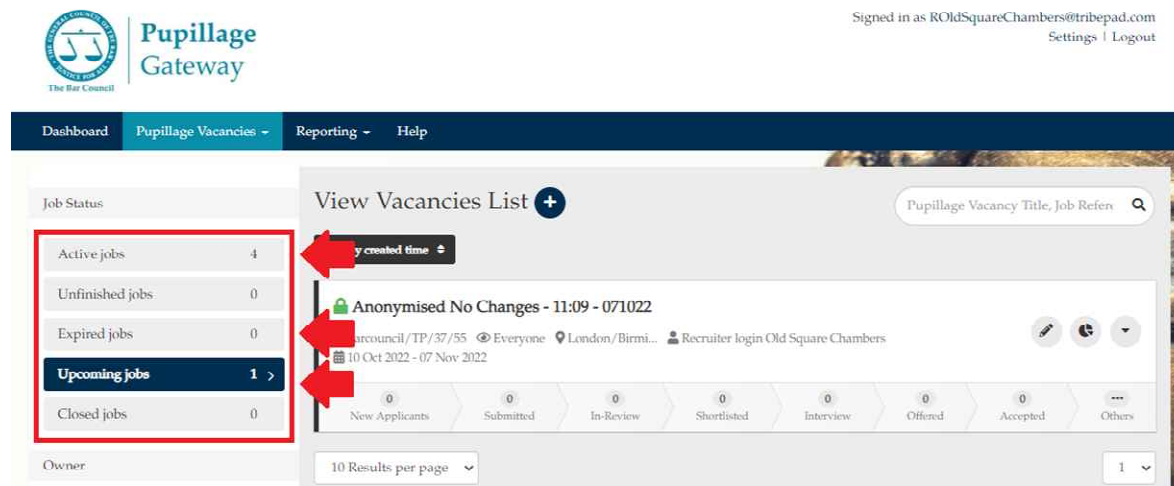 THE GENERAL COUNCIL OF THE BAR
JUSTICE FOR ALL
The Bar Council
Pupillage
Gateway
Signed in as ROldSquareChambers@tribepad.com
Settings | Logout
Dashboard Pupillage Vacancies Reporting Help
Job Status
Active jobs 4
Unfinished jobs 0
Expired jobs 0
Upcoming jobs 1 >
Closed jobs 0
Owner
View Vacancies List +
Pupillage Vacancy Title, Job Refere
y created time
Anonymised No Changes - 11:09 - 071022
arcouncil/TP/37/55 Everyone London/Birmi... Recruiter login Old Square Chambers
10 Oct 2022 - 07 Nov 2022
0 0 0 0 0 0 0 ...
New Applicants Submitted In-Review Shortlisted Interview Offered Accepted Others
10 Results per page
1